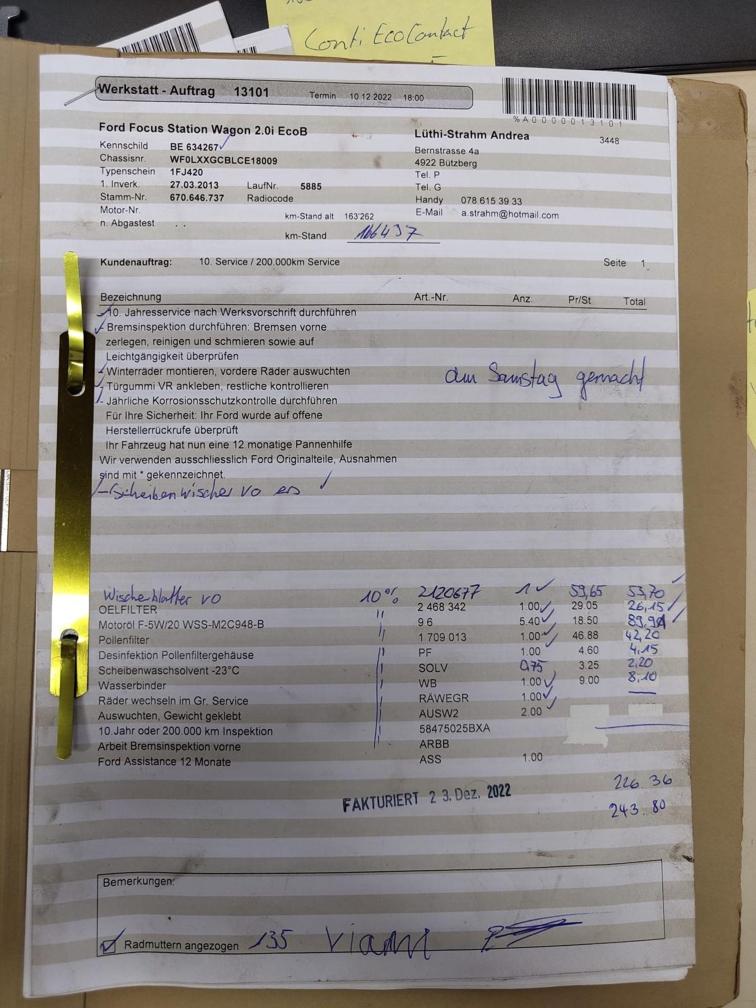 Conti EcoContact
Werkstatt - Auftrag 13101 Termin 10.12.2022 18:00
%A0000013101
Ford Focus Station Wagon 2.0i EcoB
Lüthi-Strahm Andrea 3448
Kennschild BE 634267
Bernstrasse 4a
Chassisnr. WF0LXXGCBLCE18009
4922 Bützberg
Typenschein 1FJ420
Tel. P
1. Inverk. 27.03.2013 LaufNr. 5885
Tel. G
Stamm-Nr. 670.646.737 Radiocode
Handy 078 615 39 33
Motor-Nr. km-Stand alt 163'262
E-Mail a.strahm@hotmail.com
n. Abgastest . .
km-Stand 166437
Kundenauftrag: 10. Service / 200.000km Service Seite 1
Bezeichnung Art.-Nr. Anz. Pr/St Total
10. Jahresservice nach Werksvorschrift durchführen
Bremsinspektion durchführen: Bremsen vorne
zerlegen, reinigen und schmieren sowie auf
Leichtgängigkeit überprüfen
Winterräder montieren, vordere Räder auswuchten
am Samstag gemacht
Türgummi VR ankleben, restliche kontrollieren
Jährliche Korrosionsschutzkontrolle durchführen
Für Ihre Sicherheit: Ihr Ford wurde auf offene
Herstellerrückrufe überprüft
Ihr Fahrzeug hat nun eine 12 monatige Pannenhilfe
Wir verwenden ausschliesslich Ford Originalteile, Ausnahmen
sind mit * gekennzeichnet.
- Scheibenwischer vo ers
Wischerblätter vo 10% 2120677 1 59,65 53,70
OELFILTER " 2 468 342 1.00 29.05 26,15
Motoröl F-5W/20 WSS-M2C948-B 9 6 5.40 18.50 89,91
Pollenfilter " 1 709 013 1.00 46.88 42,20
Desinfektion Pollenfiltergehäuse PF 1.00 4.60 4.15
Scheibenwaschsolvent -23°C SOLV 0,75 3.25 2,20
Wasserbinder WB 1.00 9.00 8,10
Räder wechseln im Gr. Service RAWEGR 1.00
Auswuchten, Gewicht geklebt AUSW2 2.00
10.Jahr oder 200.000 km Inspektion 58475025BXA
Arbeit Bremsinspektion vorne ARBB
Ford Assistance 12 Monate ASS 1.00
226.36
FAKTURIERT 23. Dez. 2022
243.80
Bemerkungen:
Radmuttern angezogen 135